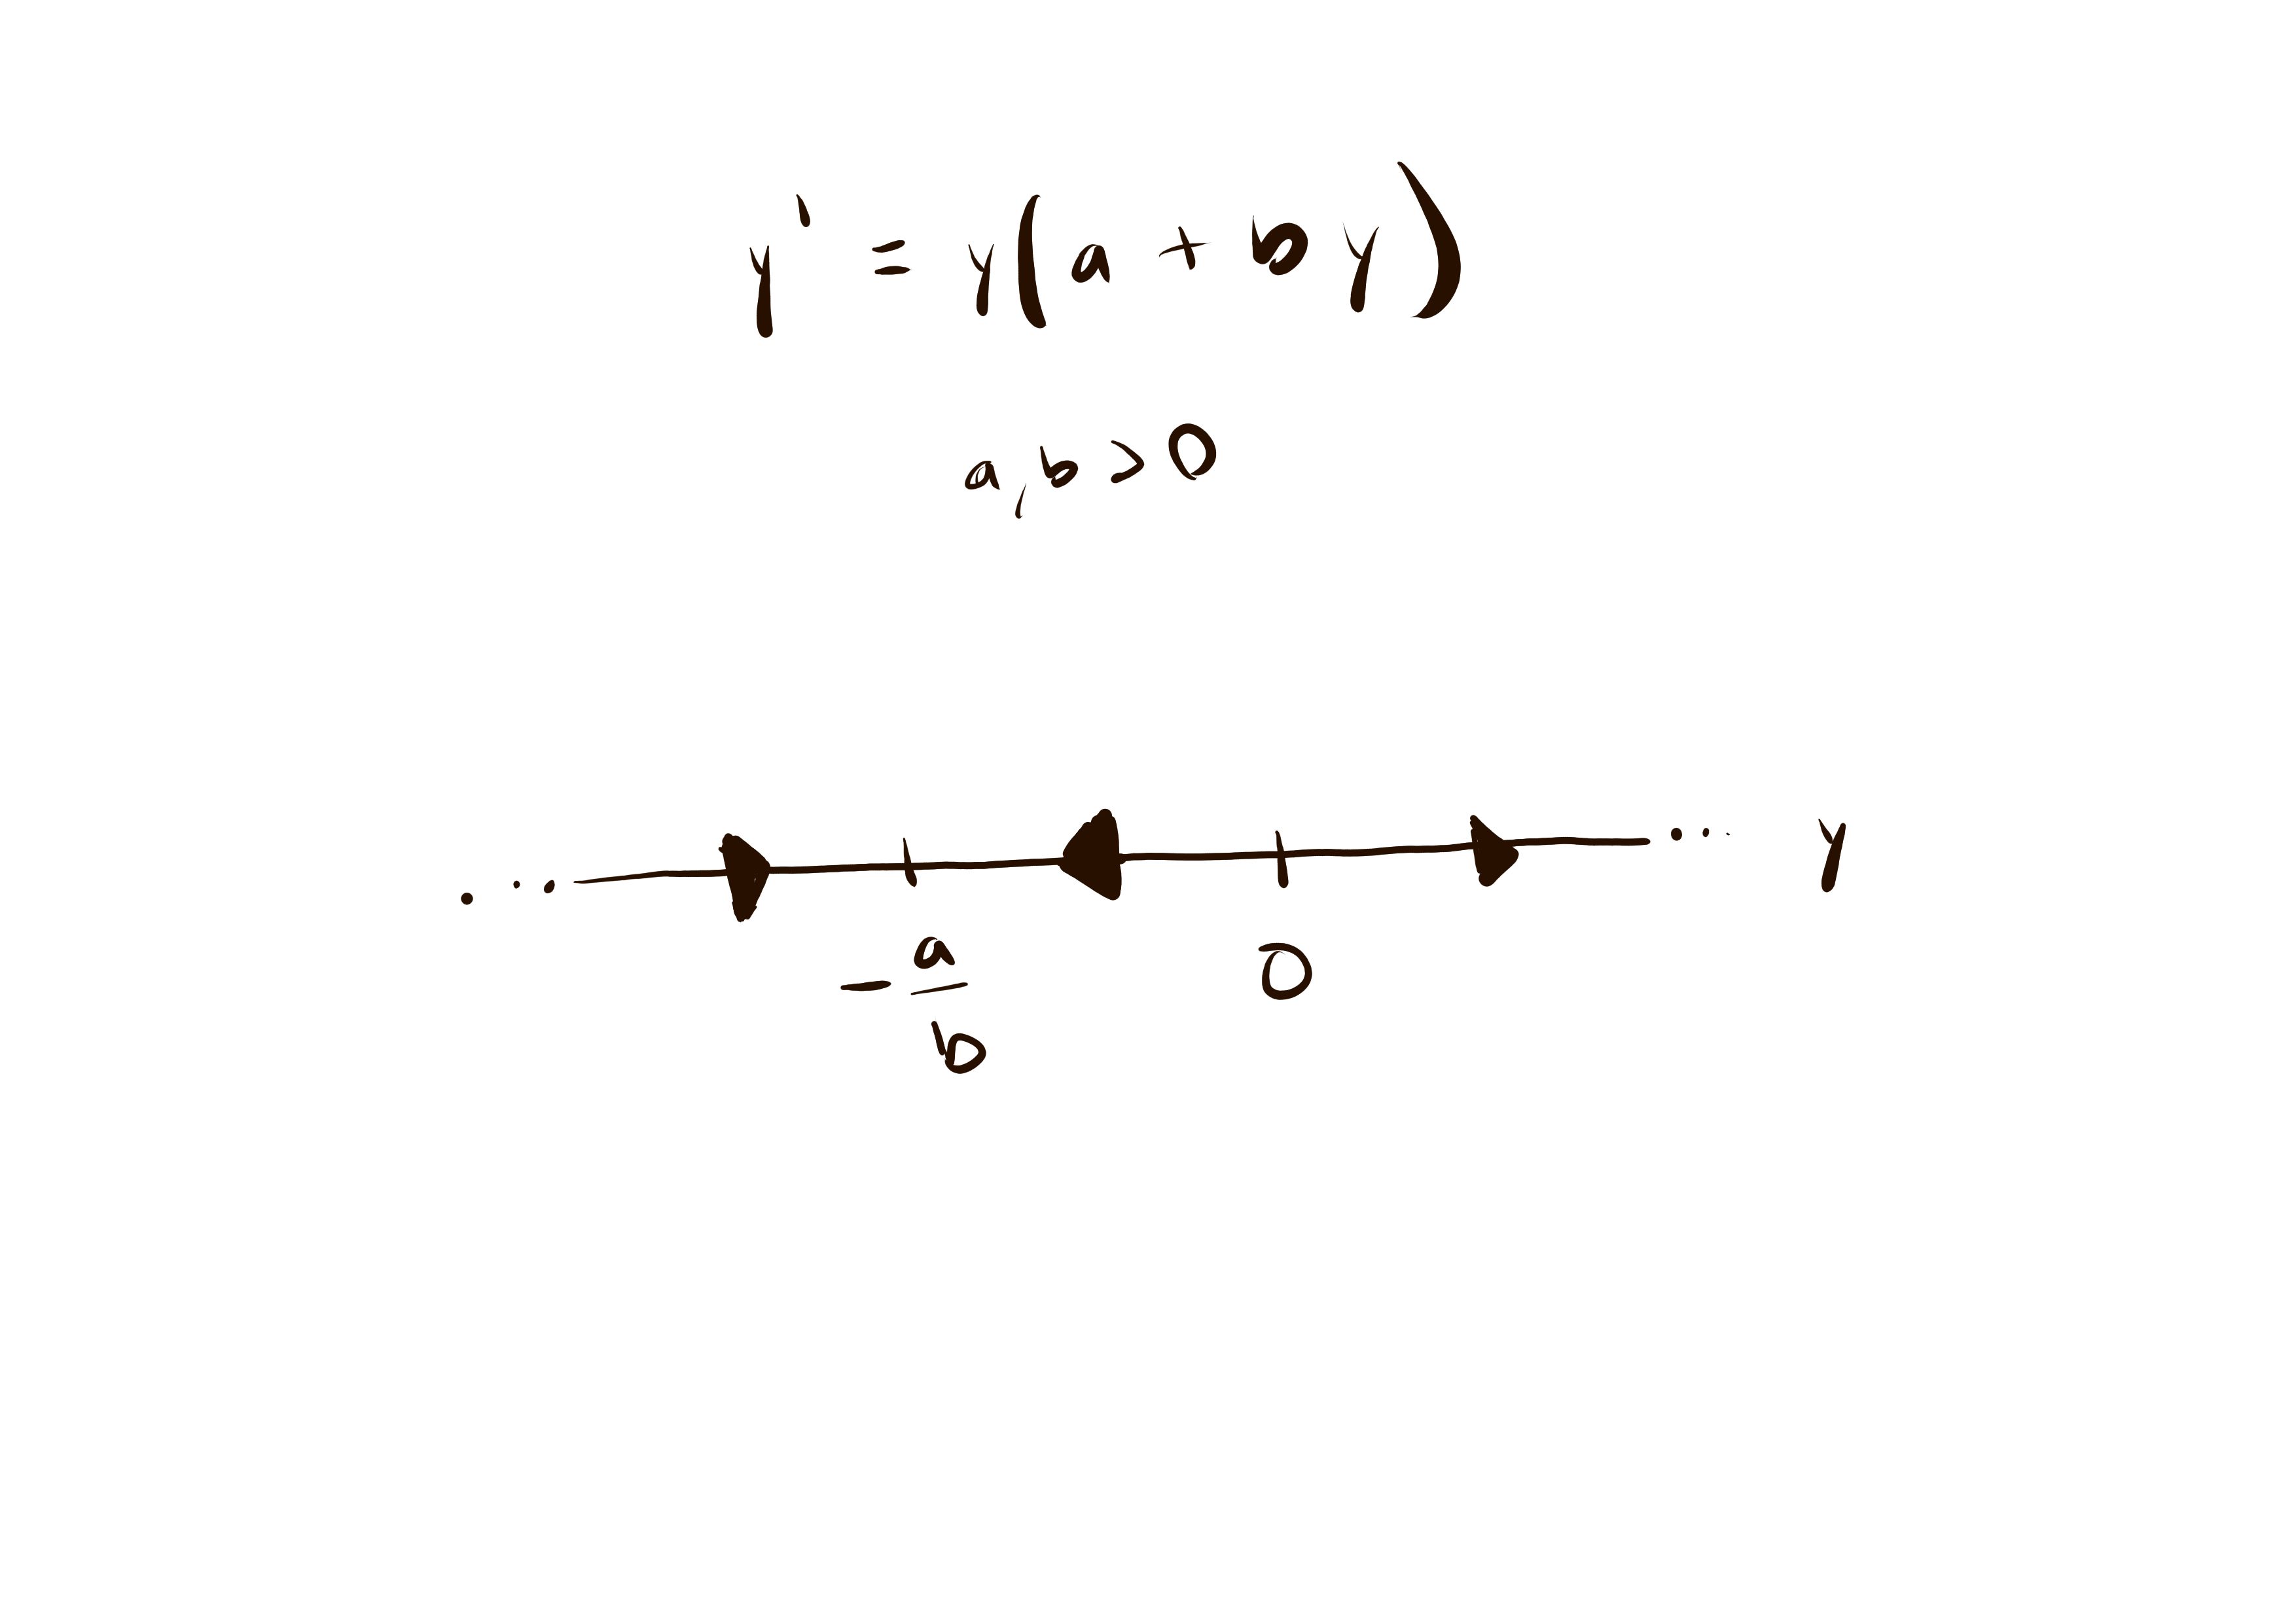 y' = y(a + by)
a, b > 0
... ... y
-a/b 0